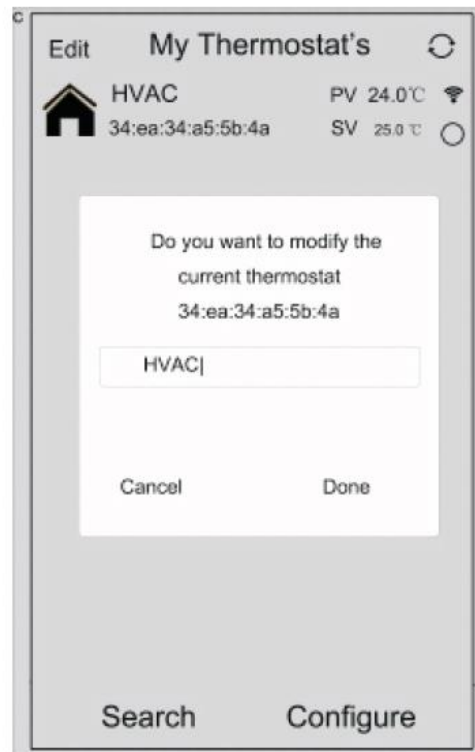 c
Edit My Thermostat's
HVAC PV 24.0℃
34:ea:34:a5:5b:4a SV 25.0 ℃
Do you want to modify the
current thermostat
34:ea:34:a5:5b:4a
HVAC|
Cancel Done
Search Configure